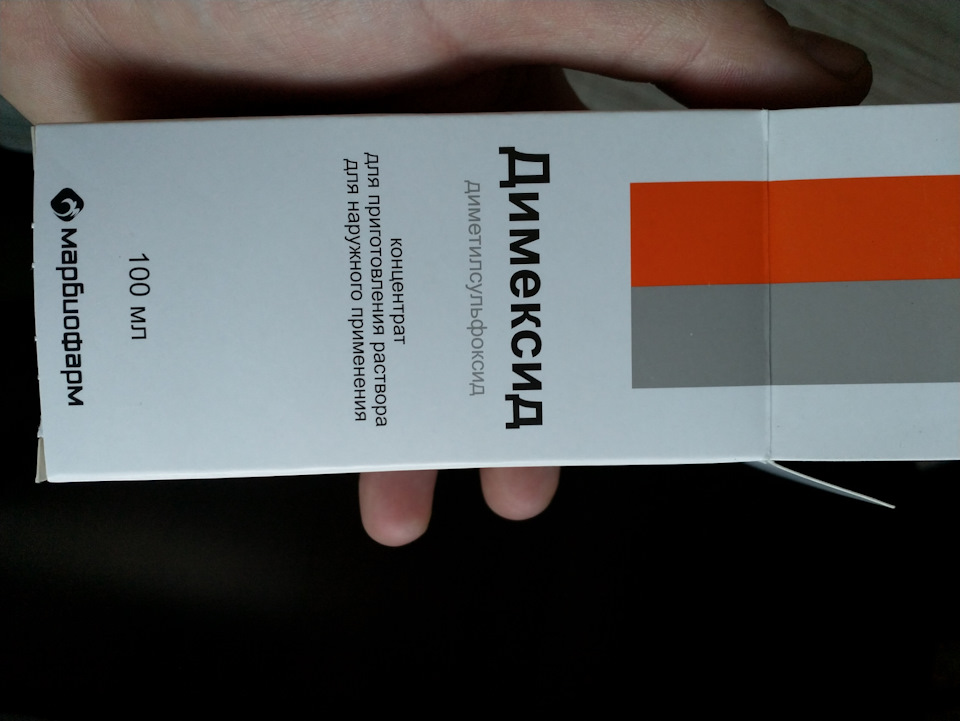 Димексид
диметилсульфоксид
концентрат
для приготовления раствора
для наружного применения
100 мл
марбиофарм